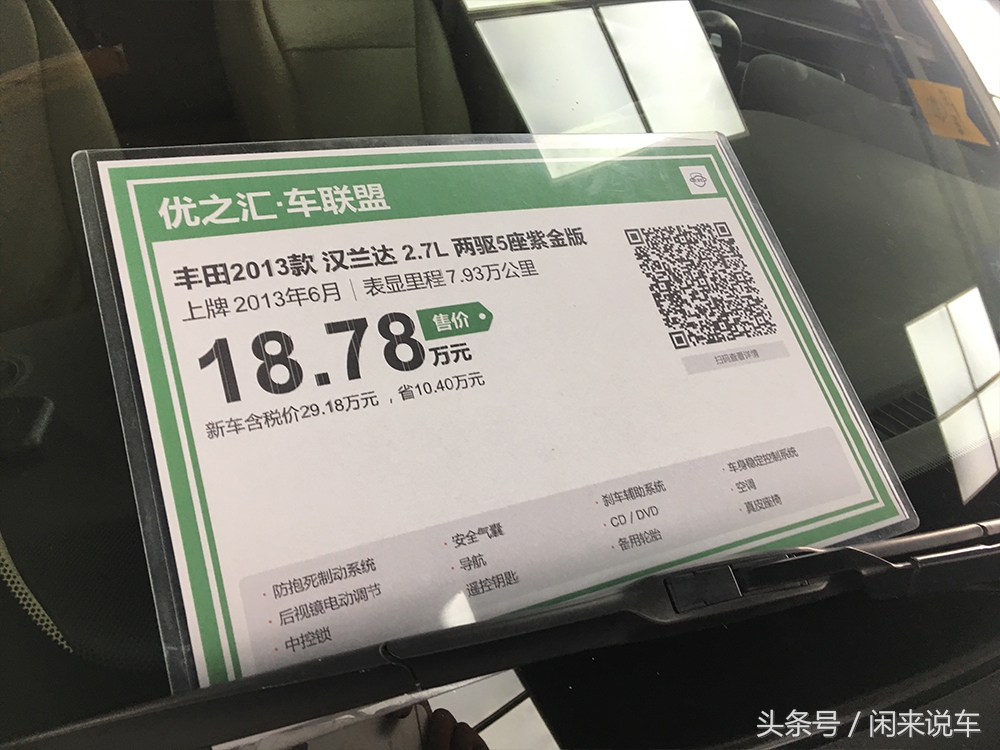 优之汇·车联盟
丰田2013款 汉兰达 2.7L 两驱5座紫金版
上牌 2013年6月｜表显里程7.93万公里
18.78万元 售价
新车含税价29.18万元，省10.40万元
扫码查看详情
·防抱死制动系统
·后视镜电动调节
·中控锁
·安全气囊
·导航
·遥控钥匙
·刹车辅助系统
·CD / DVD
·备用轮胎
·车身稳定控制系统
·空调
·真皮座椅
头条号 / 闲来说车